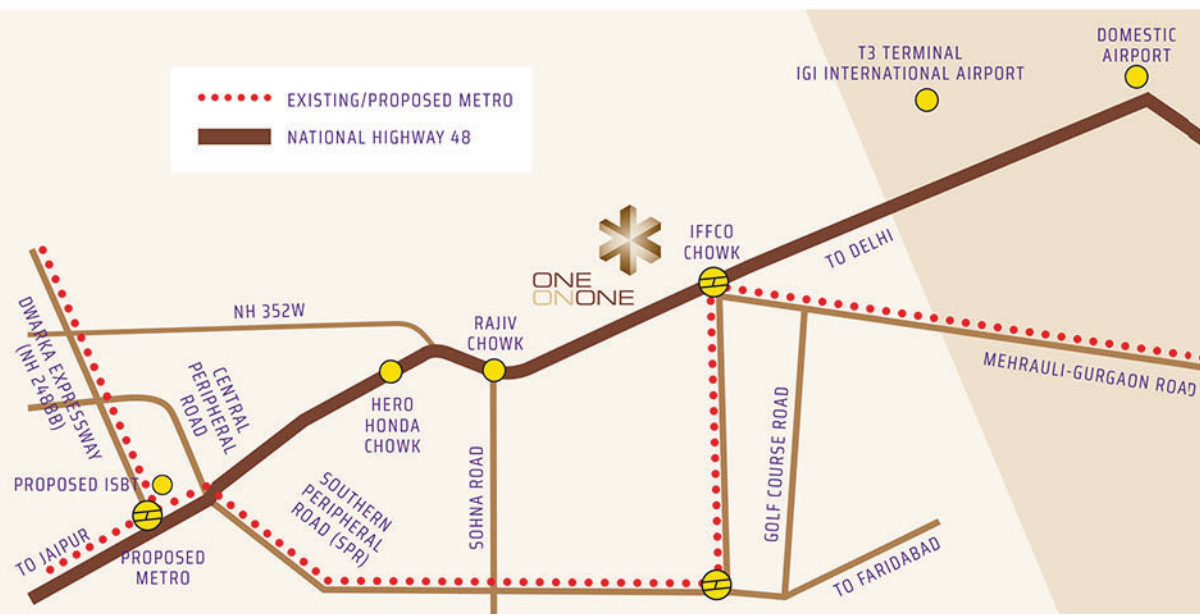 DOMESTIC
AIRPORT
T3 TERMINAL
IGI INTERNATIONAL AIRPORT
EXISTING/PROPOSED METRO
NATIONAL HIGHWAY 48
IFFCO
CHOWK
TO DELHI
ONE
ONONE
NH 352W
RAJIV
CHOWK
DWARKA EXPRESSWAY
(NH 248BB)
CENTRAL
PERIPHERAL
ROAD
MEHRAULI-GURGAON ROAD
HERO
HONDA
CHOWK
GOLF COURSE ROAD
SOHNA ROAD
PROPOSED ISBT
SOUTHERN
PERIPHERAL
ROAD (SPR)
TO JAIPUR
PROPOSED
METRO
TO FARIDABAD